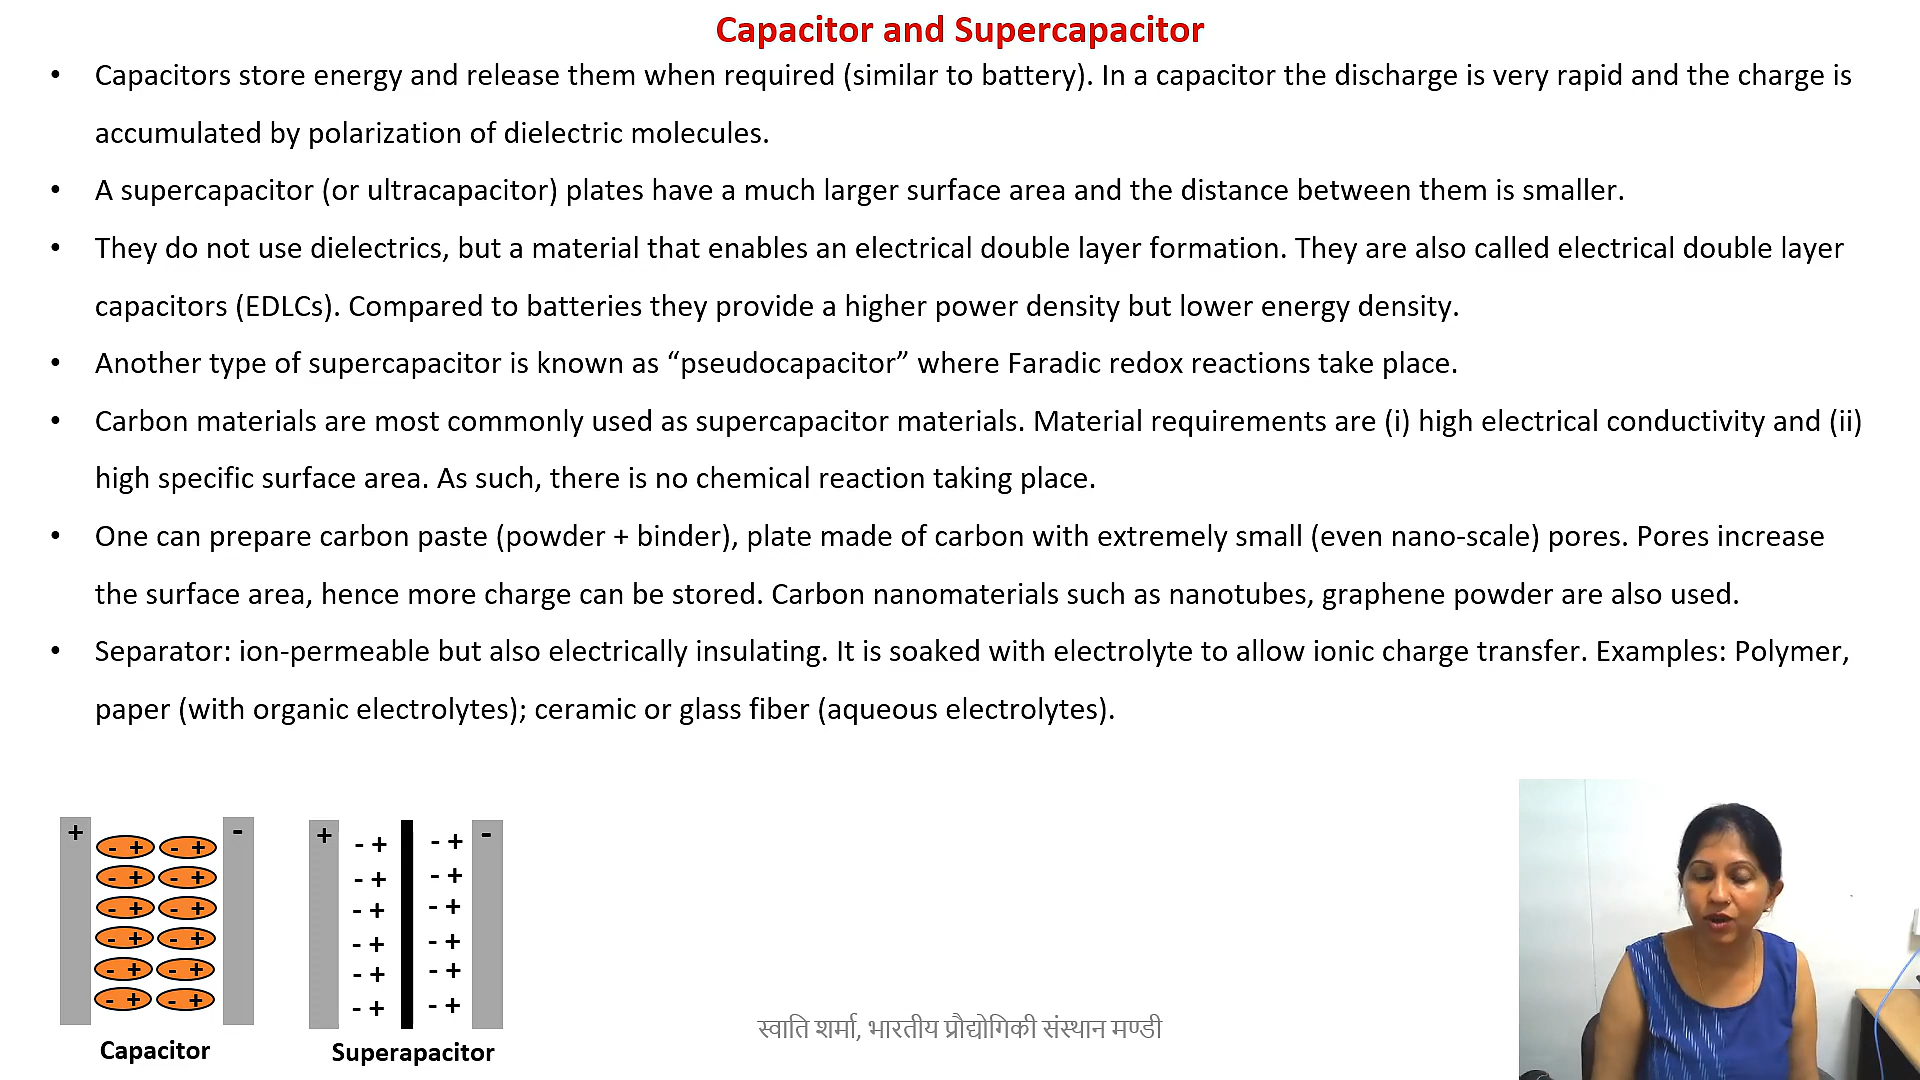 Capacitor and Supercapacitor
• Capacitors store energy and release them when required (similar to battery). In a capacitor the discharge is very rapid and the charge is
accumulated by polarization of dielectric molecules.
• A supercapacitor (or ultracapacitor) plates have a much larger surface area and the distance between them is smaller.
• They do not use dielectrics, but a material that enables an electrical double layer formation. They are also called electrical double layer
capacitors (EDLCs). Compared to batteries they provide a higher power density but lower energy density.
• Another type of supercapacitor is known as “pseudocapacitor” where Faradic redox reactions take place.
• Carbon materials are most commonly used as supercapacitor materials. Material requirements are (i) high electrical conductivity and (ii)
high specific surface area. As such, there is no chemical reaction taking place.
• One can prepare carbon paste (powder + binder), plate made of carbon with extremely small (even nano-scale) pores. Pores increase
the surface area, hence more charge can be stored. Carbon nanomaterials such as nanotubes, graphene powder are also used.
• Separator: ion-permeable but also electrically insulating. It is soaked with electrolyte to allow ionic charge transfer. Examples: Polymer,
paper (with organic electrolytes); ceramic or glass fiber (aqueous electrolytes).
+ - + - 
- + - + - + - +
- + - + - + - +
- + - + - + - +
- + - + - + - +
- + - + - + - +
- + - + - + - +
Capacitor
Superapacitor
स्वाति शर्मा, भारतीय प्रौद्योगिकी संस्थान मण्डी